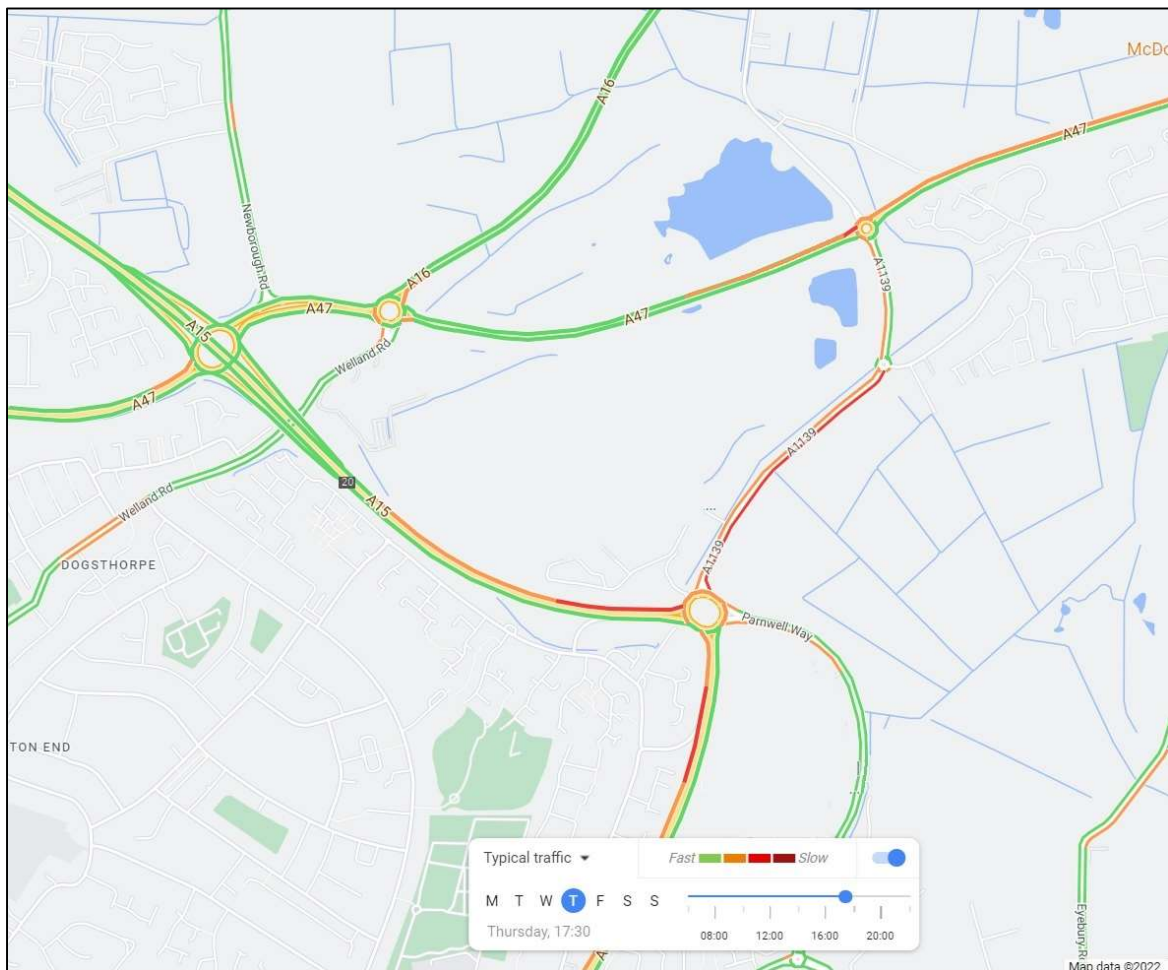 McDo
A16
A47
Newborough Rd
A16
A1139
A47
A15
A47
Welland Rd
A47
A1139
20
A15
Welland Rd
A1139
DOGSTHORPE
Parnwell Way
TON END
Typical traffic
Fast
Slow
M T W T F S S
Thursday, 17:30
08:00 12:00 16:00 20:00
Eyebury Rd
Map data ©2022